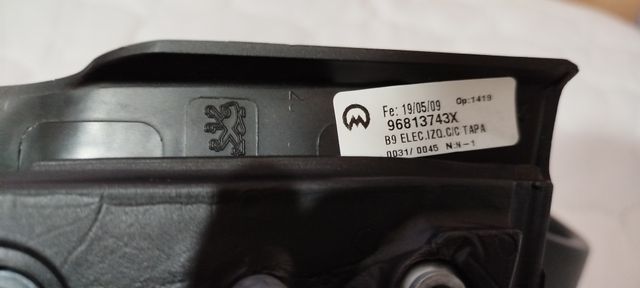 Fe: 19/05/09 Op:1419
96813743X
B9 ELEC.IZQ.C/C TAPA
0031/ 0045 N:N-1